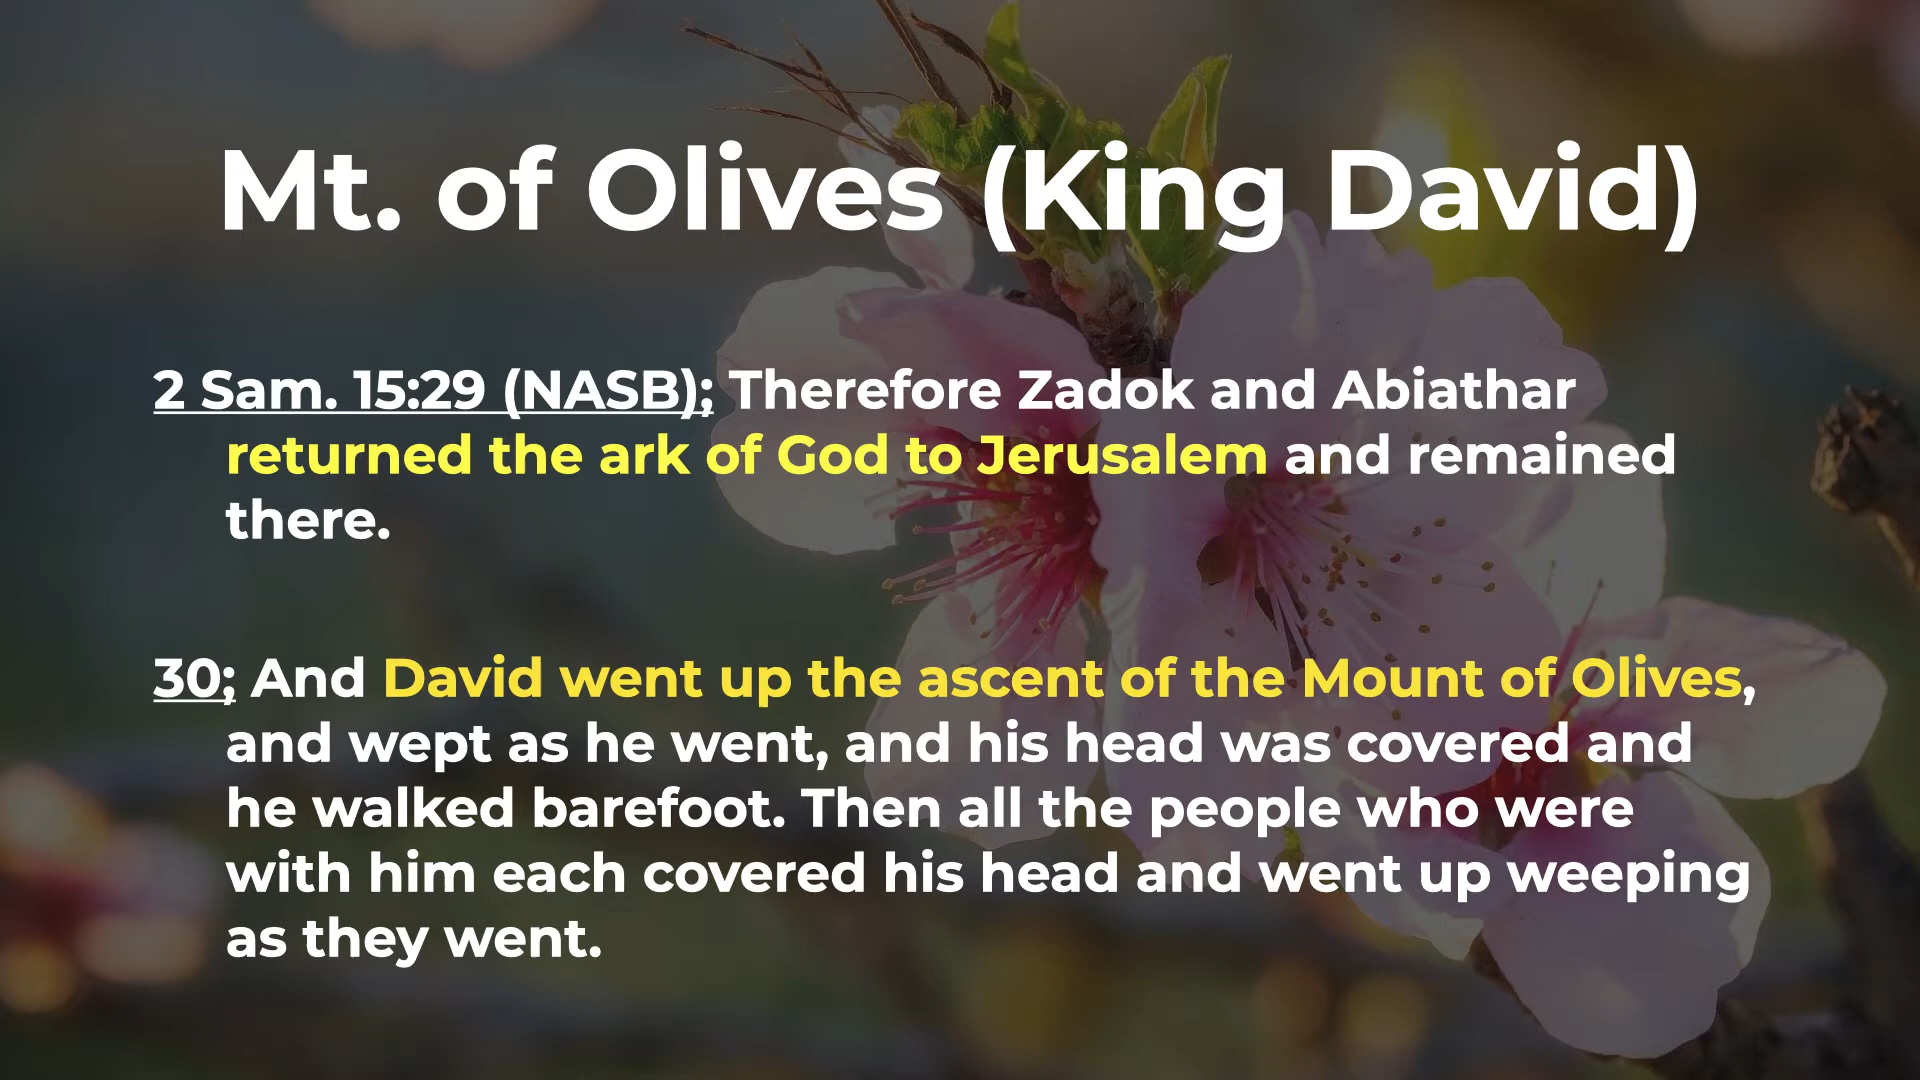 Mt. of Olives (King David)
2 Sam. 15:29 (NASB); Therefore Zadok and Abiathar
returned the ark of God to Jerusalem and remained
there.
30; And David went up the ascent of the Mount of Olives,
and wept as he went, and his head was covered and
he walked barefoot. Then all the people who were
with him each covered his head and went up weeping
as they went.